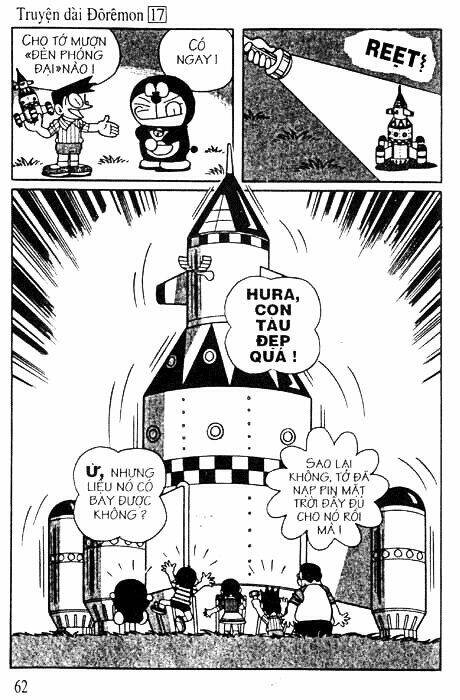 Truyện dài Đôrêmon 17
CHO TỚ MƯỢN
«ĐÈN PHÓNG
ĐẠI» NÀO !
CÓ
NGAY !
REET
HURA,
CON
TÀU
ĐẸP
QUÁ !
Ừ, NHƯNG
LIỆU NÓ CÓ
BAY ĐƯỢC
KHÔNG ?
SAO LẠI
KHÔNG, TỚ ĐÃ
NẠP PIN MẶT
TRỜI ĐẦY ĐỦ
CHO NÓ RỒI
MÀ !
62